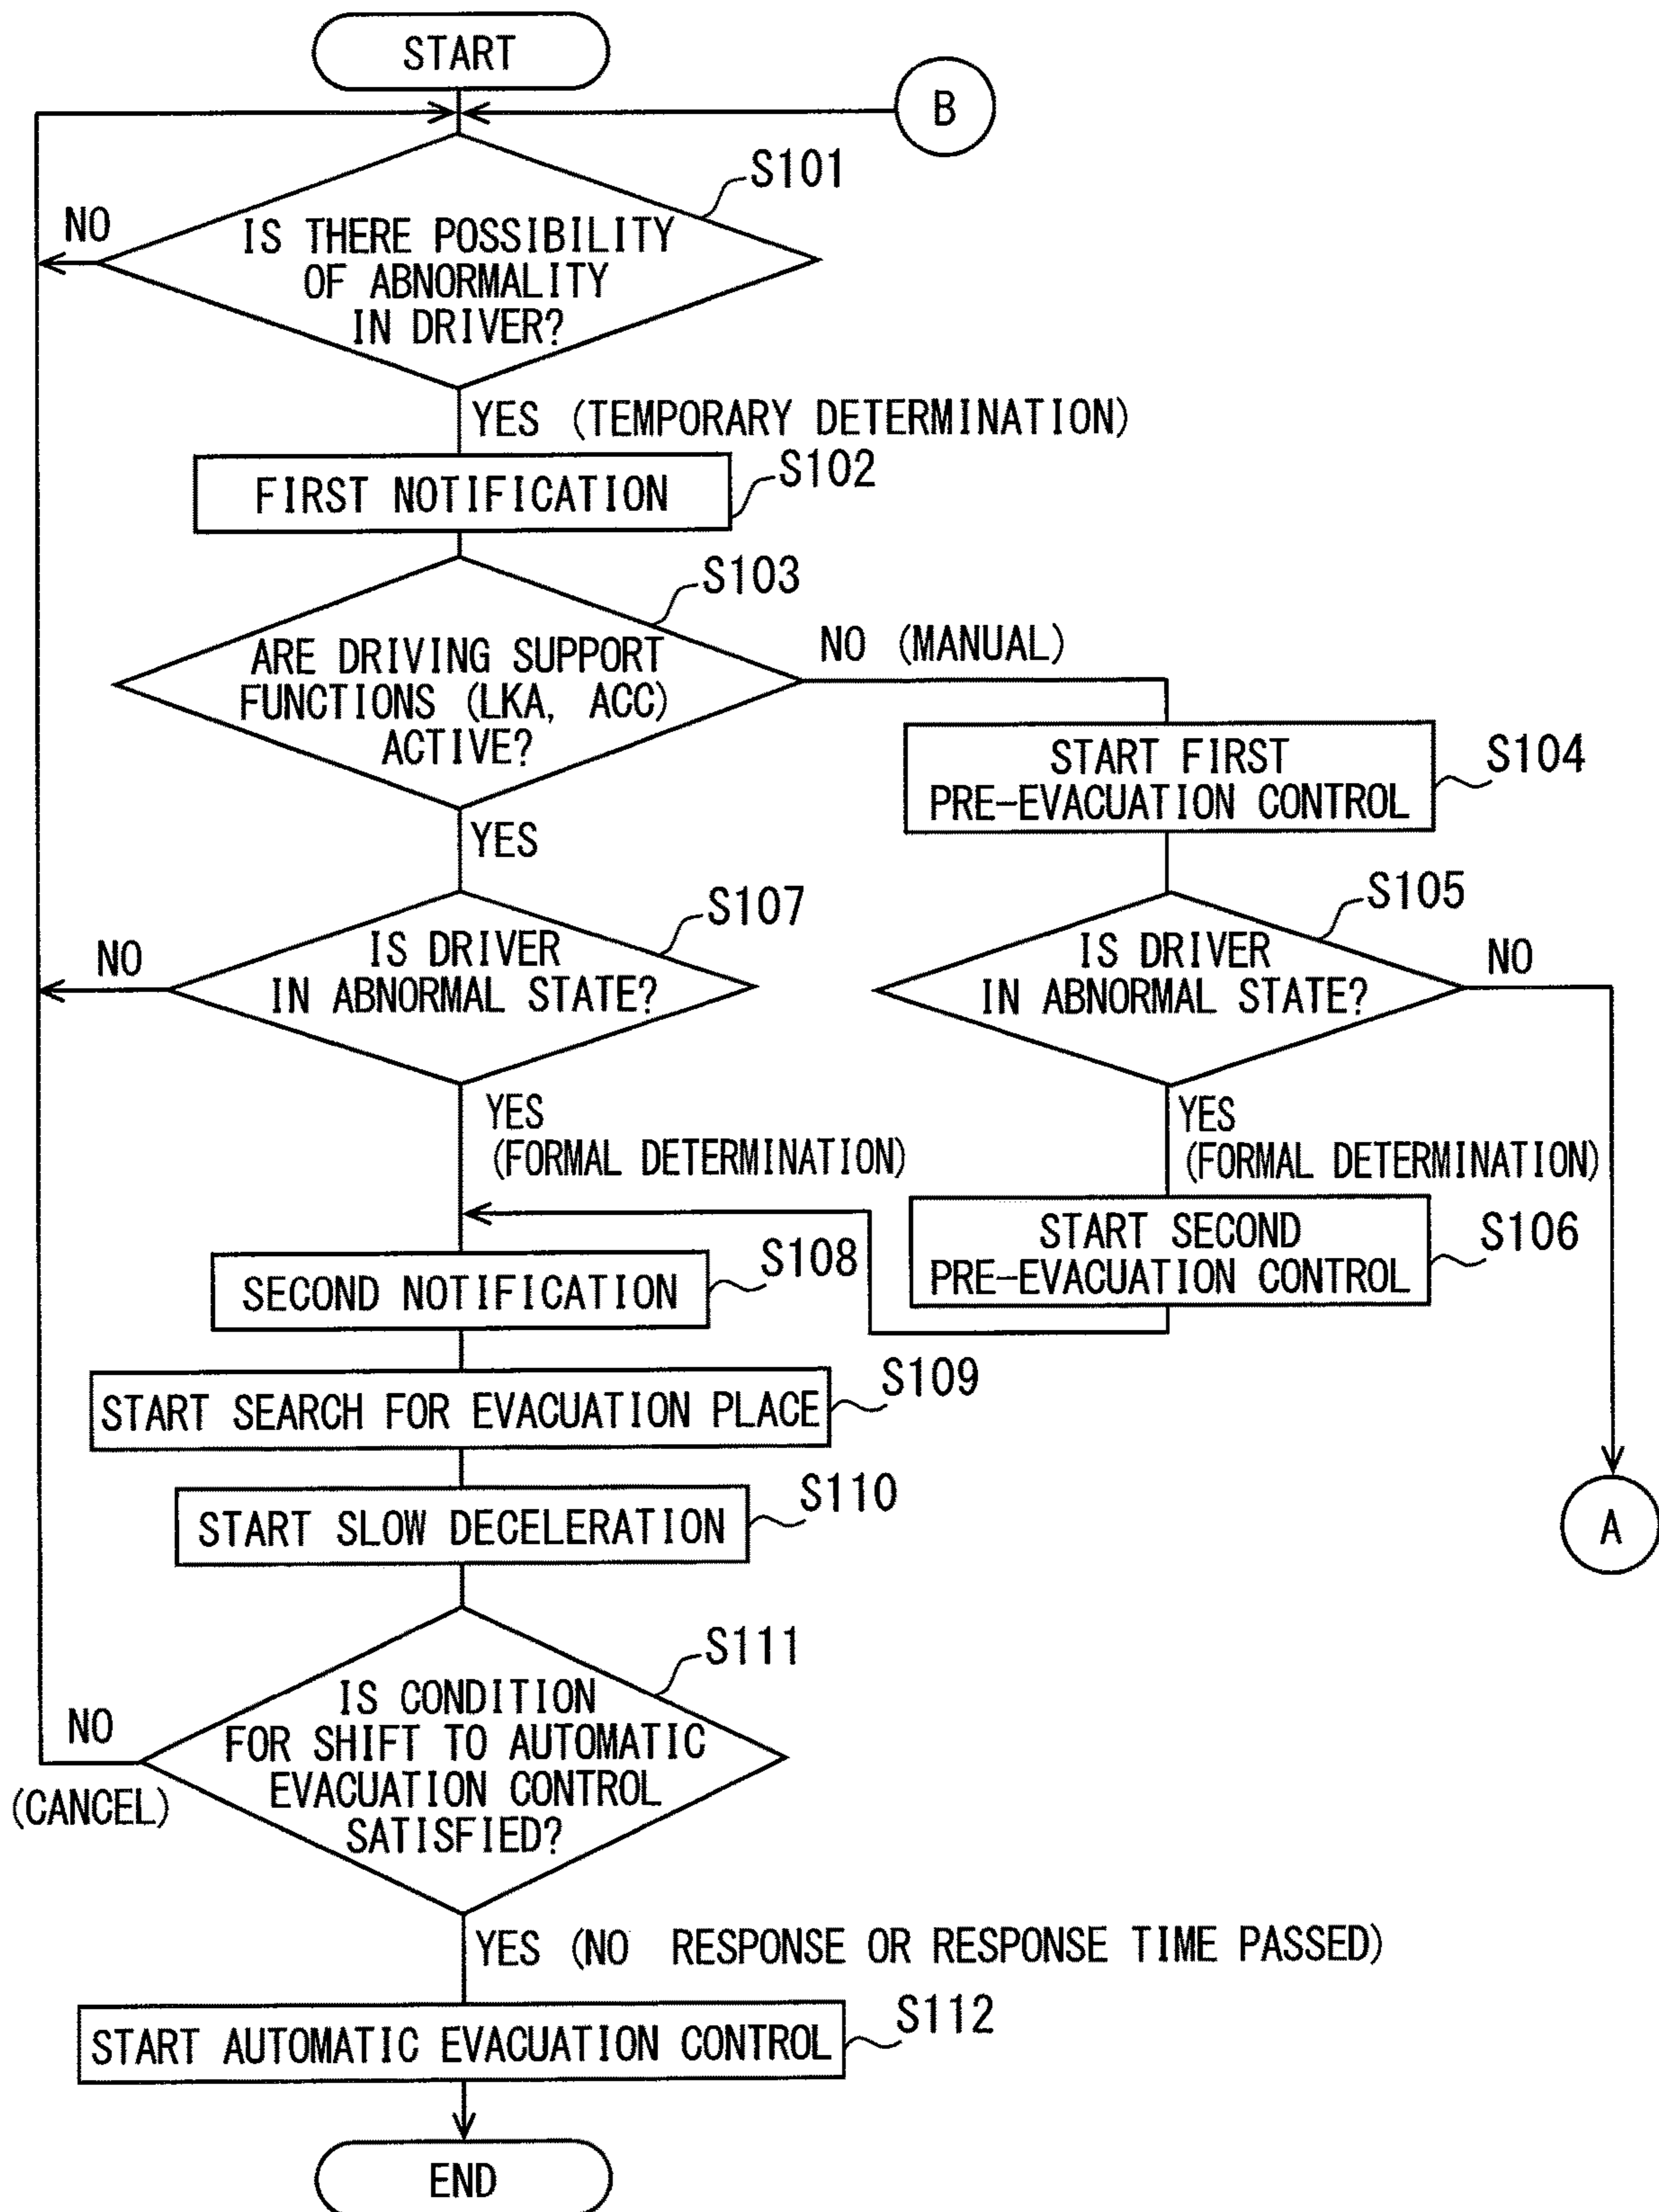 START
B
S101
NO
IS THERE POSSIBILITY
OF ABNORMALITY
IN DRIVER?
YES (TEMPORARY DETERMINATION)
S102
FIRST NOTIFICATION
S103
ARE DRIVING SUPPORT
FUNCTIONS (LKA, ACC)
ACTIVE?
NO (MANUAL)
S104
START FIRST
PRE-EVACUATION CONTROL
YES
S107
IS DRIVER
IN ABNORMAL STATE?
NO
S105
IS DRIVER
IN ABNORMAL STATE?
NO
YES
(FORMAL DETERMINATION)
YES
(FORMAL DETERMINATION)
START SECOND
PRE-EVACUATION CONTROL
S106
S108
SECOND NOTIFICATION
S109
START SEARCH FOR EVACUATION PLACE
S110
START SLOW DECELERATION
A
S111
IS CONDITION
FOR SHIFT TO AUTOMATIC
EVACUATION CONTROL
SATISFIED?
NO
(CANCEL)
YES (NO RESPONSE OR RESPONSE TIME PASSED)
S112
START AUTOMATIC EVACUATION CONTROL
END